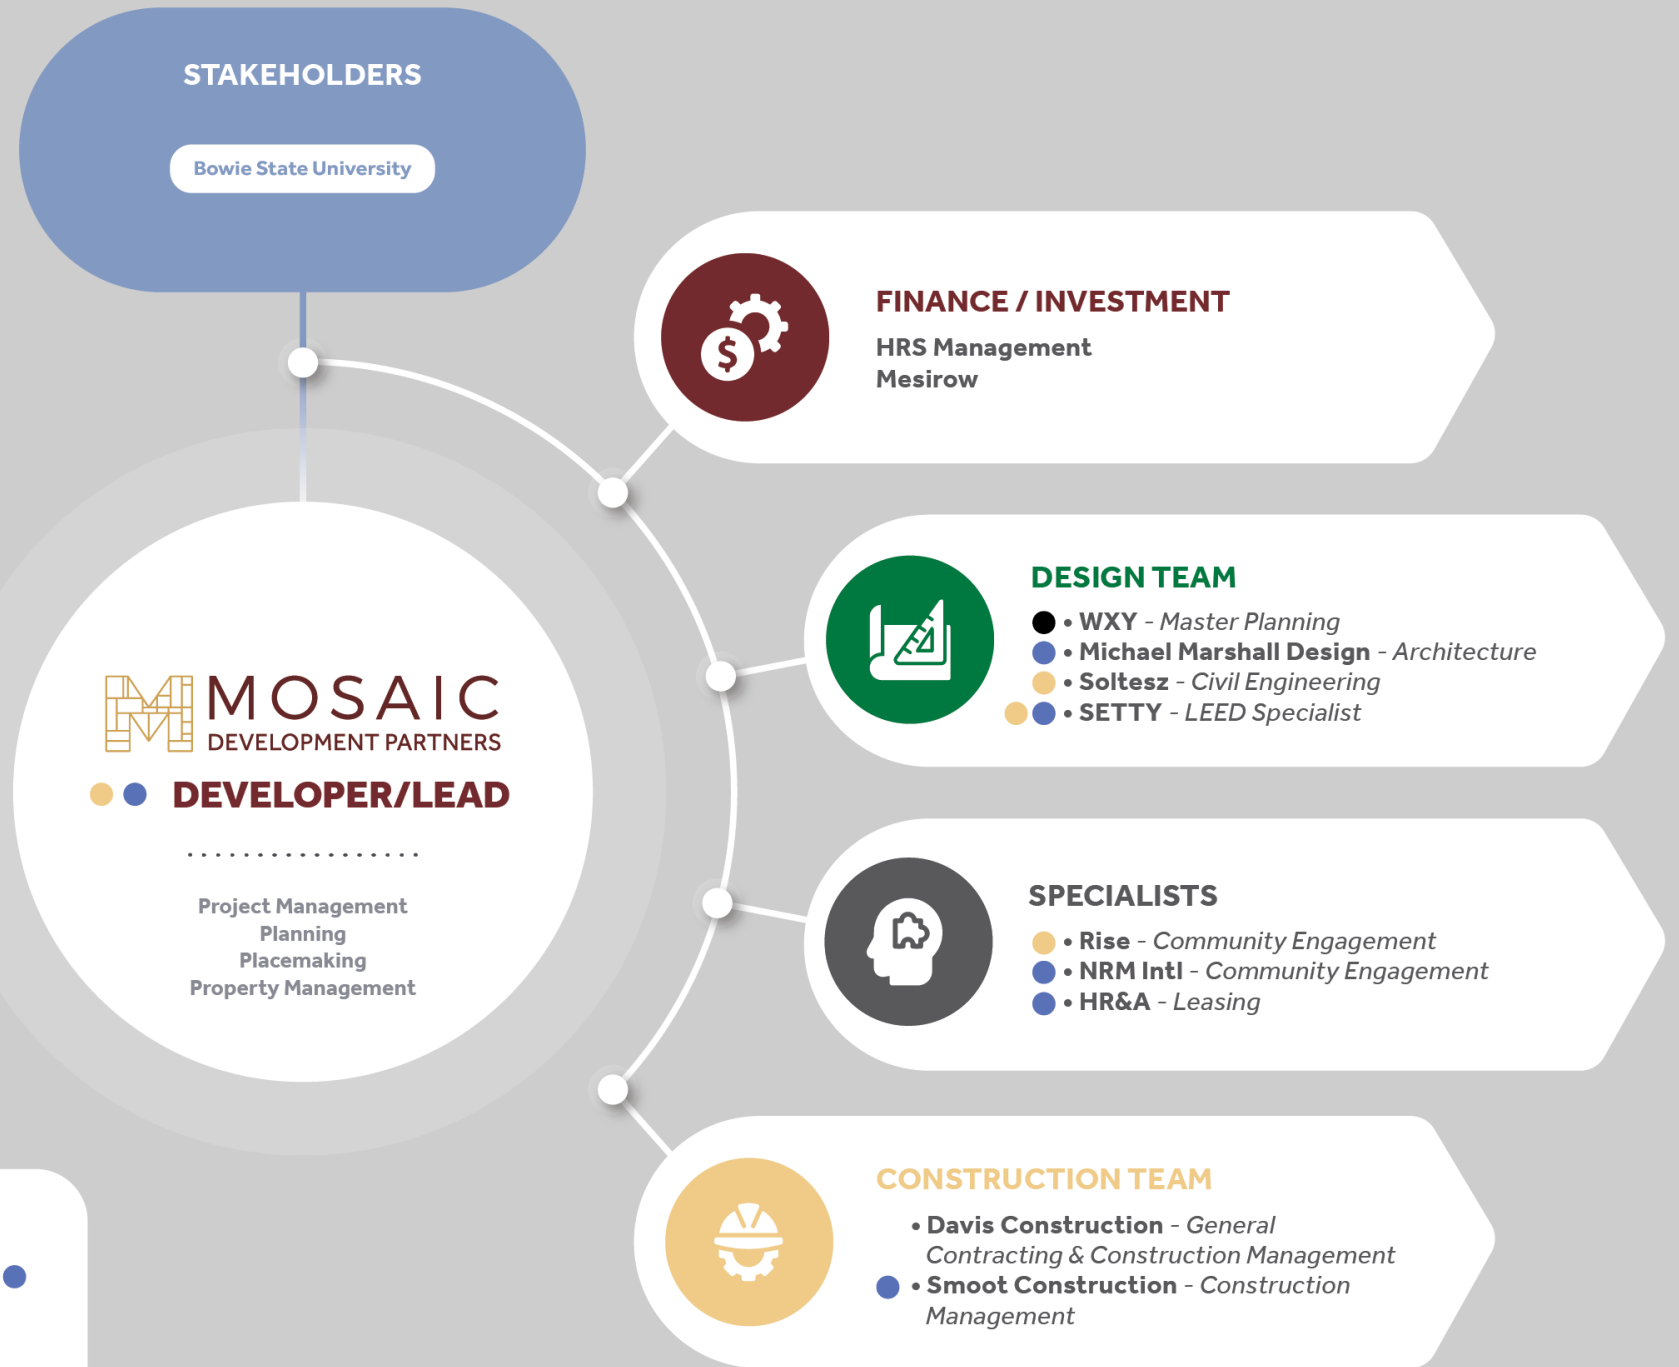 STAKEHOLDERS
Bowie State University
FINANCE / INVESTMENT
HRS Management
Mesirow
DESIGN TEAM
• WXY - Master Planning
• Michael Marshall Design - Architecture
• Soltesz - Civil Engineering
• SETTY - LEED Specialist
MOSAIC
DEVELOPMENT PARTNERS
DEVELOPER/LEAD
Project Management
Planning
Placemaking
Property Management
SPECIALISTS
• Rise - Community Engagement
• NRM Intl - Community Engagement
• HR&A - Leasing
CONSTRUCTION TEAM
• Davis Construction - General
Contracting & Construction Management
• Smoot Construction - Construction
Management